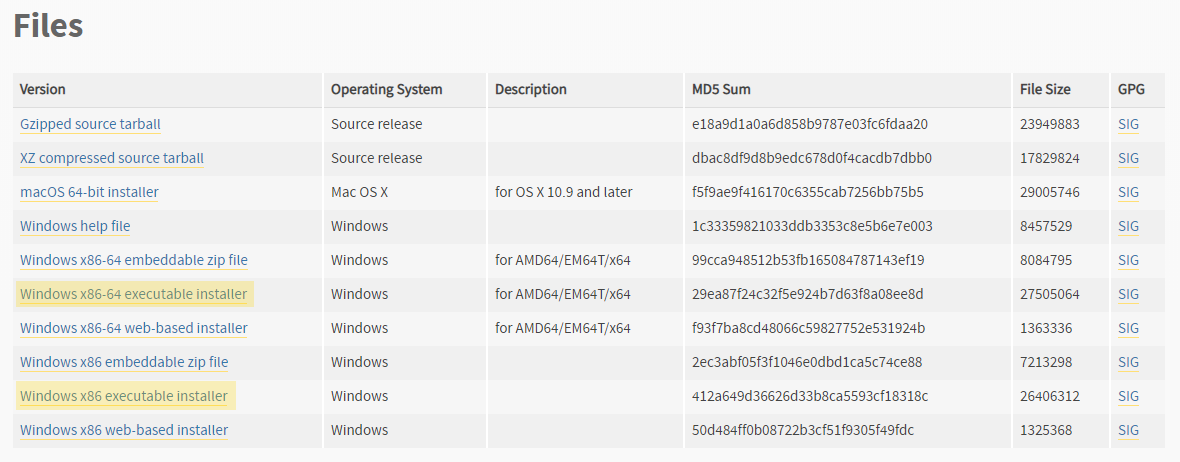 Files
Version Operating System Description MD5 Sum File Size GPG
Gzipped source tarball Source release e18a9d1a0a6d858b9787e03fc6fdaa20 23949883 SIG
XZ compressed source tarball Source release dbac8df9d8b9edc678d0f4cacdb7dbb0 17829824 SIG
macOS 64-bit installer Mac OS X for OS X 10.9 and later f5f9ae9f416170c6355cab7256bb75b5 29005746 SIG
Windows help file Windows 1c33359821033ddb3353c8e5b6e7e003 8457529 SIG
Windows x86-64 embeddable zip file Windows for AMD64/EM64T/x64 99cca948512b53fb165084787143ef19 8084795 SIG
Windows x86-64 executable installer Windows for AMD64/EM64T/x64 29ea87f24c32f5e924b7d63f8a08ee8d 27505064 SIG
Windows x86-64 web-based installer Windows for AMD64/EM64T/x64 f93f7ba8cd48066c59827752e531924b 1363336 SIG
Windows x86 embeddable zip file Windows 2ec3abf05f3f1046e0dbd1ca5c74ce88 7213298 SIG
Windows x86 executable installer Windows 412a649d36626d33b8ca5593cf18318c 26406312 SIG
Windows x86 web-based installer Windows 50d484ff0b08722b3cf51f9305f49fdc 1325368 SIG